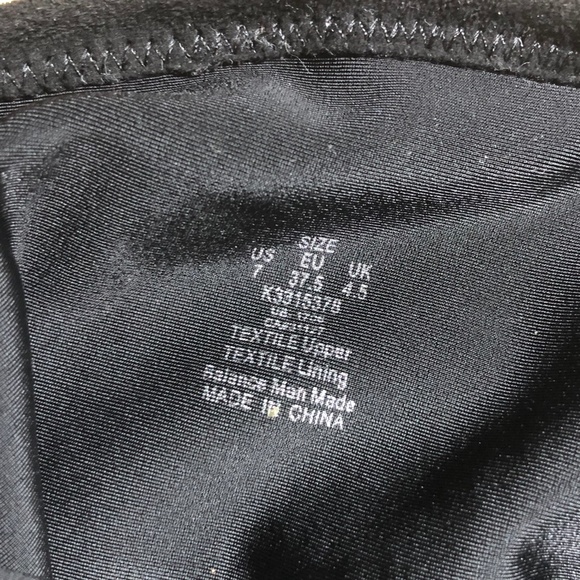 SIZE
US EU UK
7 37.5 4.5
K3315378
TEXTILE Upper
TEXTILE Lining
Balance Man Made
MADE IN CHINA